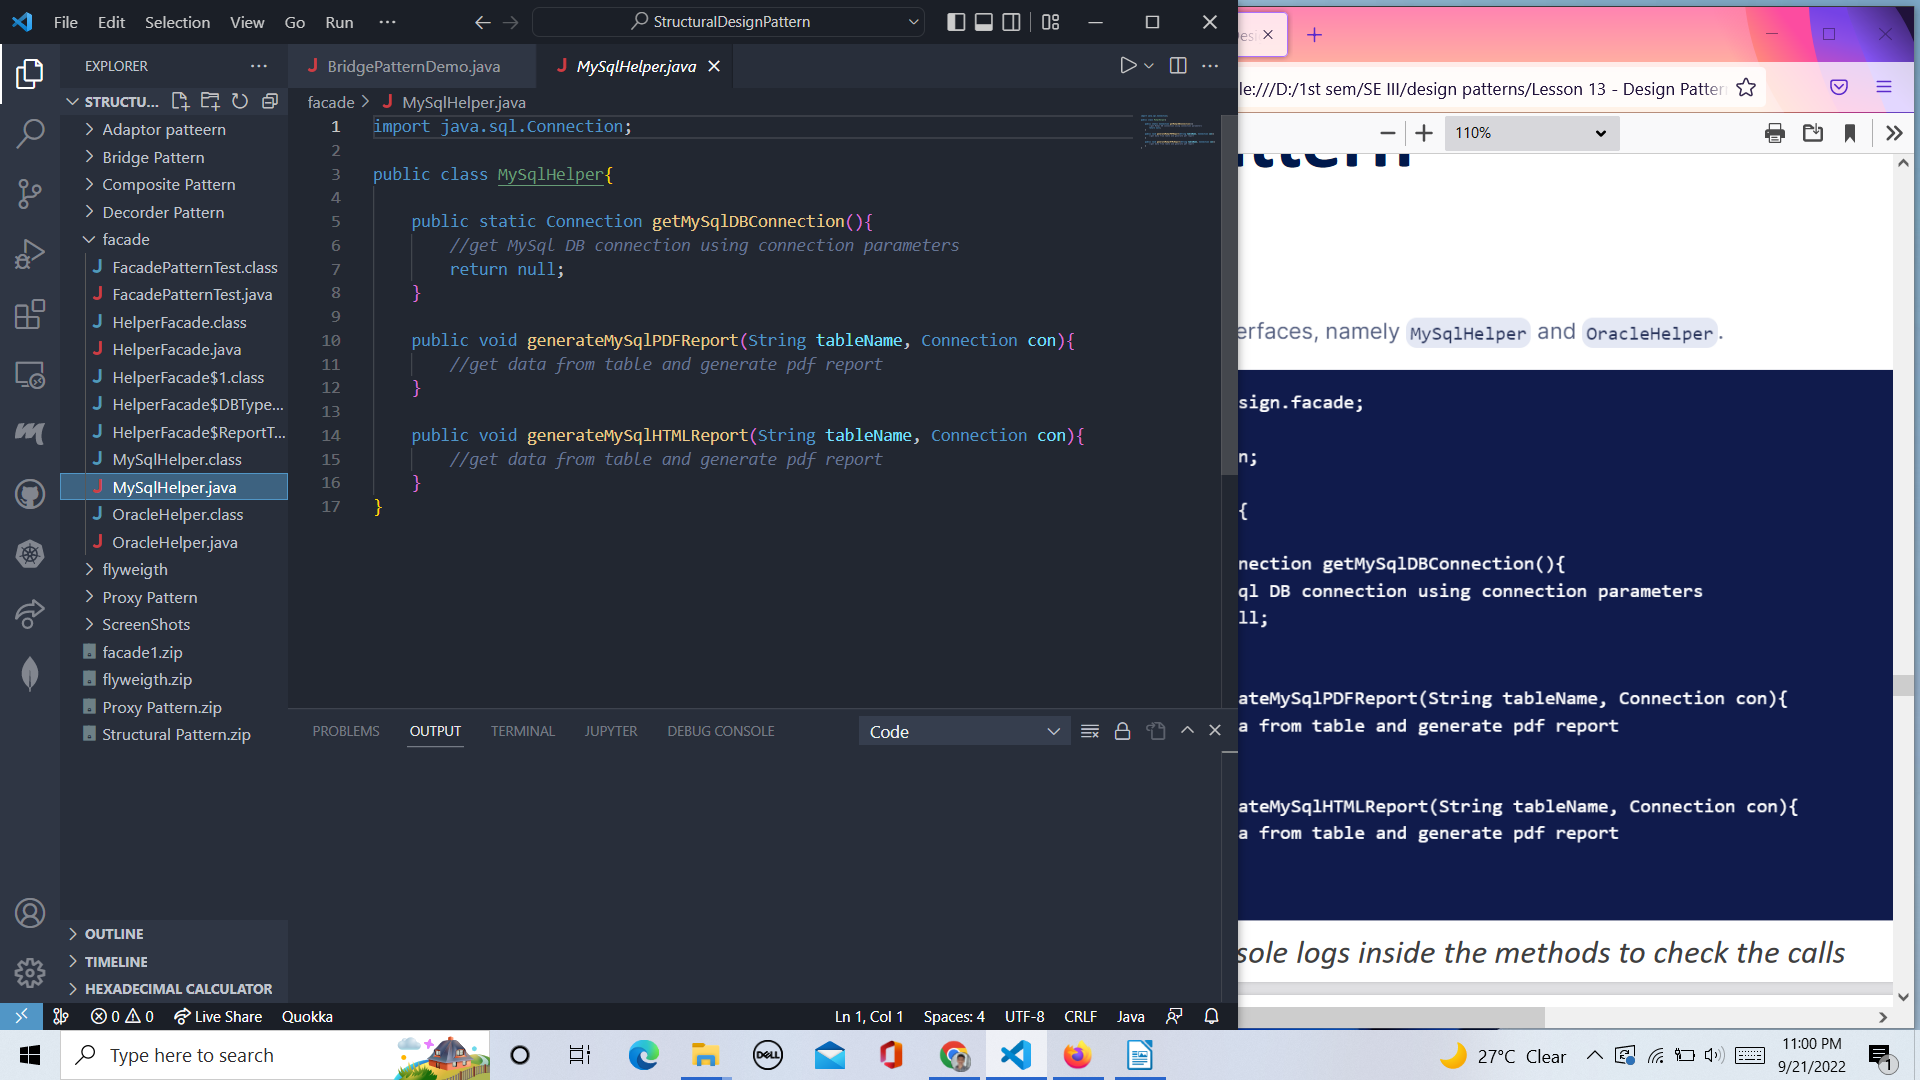 File Edit Selection View Go Run ···
StructuralDesignPattern
EXPLORER
STRUCTU...
Adaptor patteern
Bridge Pattern
Composite Pattern
Decorder Pattern
facade
FacadePatternTest.class
FacadePatternTest.java
HelperFacade.class
HelperFacade.java
HelperFacade$1.class
HelperFacade$DBType...
HelperFacade$ReportT...
MySqlHelper.class
MySqlHelper.java
OracleHelper.class
OracleHelper.java
flyweigth
Proxy Pattern
ScreenShots
facade1.zip
flyweigth.zip
Proxy Pattern.zip
Structural Pattern.zip
OUTLINE
TIMELINE
HEXADECIMAL CALCULATOR
BridgePatternDemo.java MySqlHelper.java
facade > MySqlHelper.java
1 import java.sql.Connection;
2
3 public class MySqlHelper{
4
5 public static Connection getMySqlDBConnection(){
6 //get MySql DB connection using connection parameters
7 return null;
8 }
9
10 public void generateMySqlPDFReport(String tableName, Connection con){
11 //get data from table and generate pdf report
12 }
13
14 public void generateMySqlHTMLReport(String tableName, Connection con){
15 //get data from table and generate pdf report
16 }
17 }
PROBLEMS OUTPUT TERMINAL JUPYTER DEBUG CONSOLE
Code
0 0 Live Share Quokka Ln 1, Col 1 Spaces: 4 UTF-8 CRLF Java
le:///D:/1st sem/SE III/design patterns/Lesson 13 - Design Patter
110%
ttern
erfaces, namely MySqlHelper and OracleHelper.
sign.facade;
n;
{
nection getMySqlDBConnection(){
ql DB connection using connection parameters
ll;
ateMySqlPDFReport(String tableName, Connection con){
a from table and generate pdf report
ateMySqlHTMLReport(String tableName, Connection con){
a from table and generate pdf report
sole logs inside the methods to check the calls
Type here to search
DELL
27°C Clear
11:00 PM
9/21/2022
1